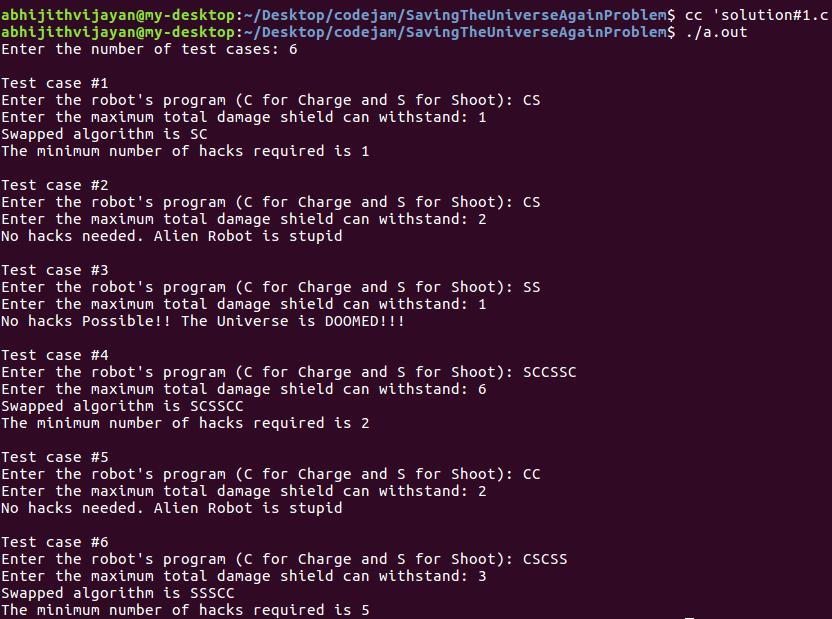 abhijithvijayan@my-desktop:~/Desktop/codejam/SavingTheUniverseAgainProblem$ cc 'solution#1.c
abhijithvijayan@my-desktop:~/Desktop/codejam/SavingTheUniverseAgainProblem$ ./a.out
Enter the number of test cases: 6
Test case #1
Enter the robot's program (C for Charge and S for Shoot): CS
Enter the maximum total damage shield can withstand: 1
Swapped algorithm is SC
The minimum number of hacks required is 1
Test case #2
Enter the robot's program (C for Charge and S for Shoot): CS
Enter the maximum total damage shield can withstand: 2
No hacks needed. Alien Robot is stupid
Test case #3
Enter the robot's program (C for Charge and S for Shoot): SS
Enter the maximum total damage shield can withstand: 1
No hacks Possible!! The Universe is DOOMED!!!
Test case #4
Enter the robot's program (C for Charge and S for Shoot): SCCSSC
Enter the maximum total damage shield can withstand: 6
Swapped algorithm is SCSSCC
The minimum number of hacks required is 2
Test case #5
Enter the robot's program (C for Charge and S for Shoot): CC
Enter the maximum total damage shield can withstand: 2
No hacks needed. Alien Robot is stupid
Test case #6
Enter the robot's program (C for Charge and S for Shoot): CSCSS
Enter the maximum total damage shield can withstand: 3
Swapped algorithm is SSSCC
The minimum number of hacks required is 5